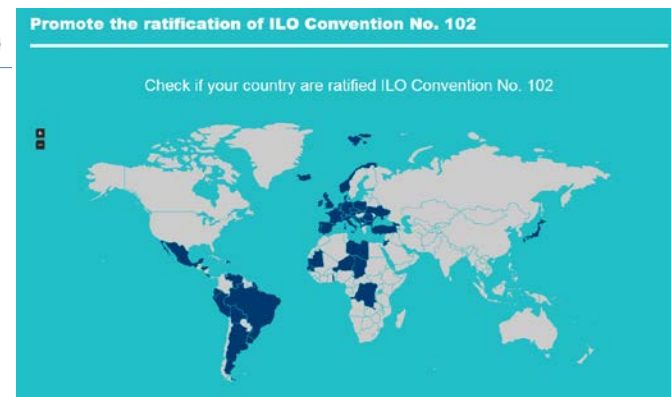 Promote the ratification of ILO Convention No. 102
Check if your country are ratified ILO Convention No. 102